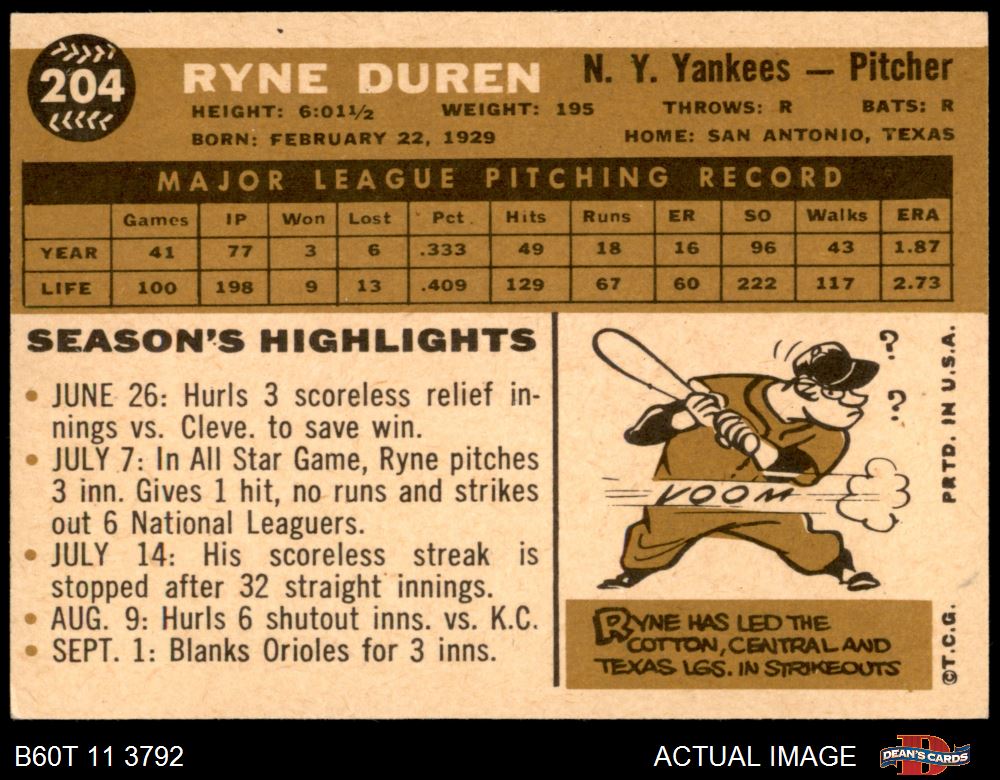 204
RYNE DUREN
N. Y. Yankees — Pitcher
HEIGHT: 6:01½ WEIGHT: 195 THROWS: R BATS: R
BORN: FEBRUARY 22, 1929 HOME: SAN ANTONIO, TEXAS
MAJOR LEAGUE PITCHING RECORD
Games IP Won Lost Pct. Hits Runs ER SO Walks ERA
YEAR 41 77 3 6 .333 49 18 16 96 43 1.87
LIFE 100 198 9 13 .409 129 67 60 222 117 2.73
SEASON'S HIGHLIGHTS
• JUNE 26: Hurls 3 scoreless relief in-
nings vs. Cleve. to save win.
• JULY 7: In All Star Game, Ryne pitches
3 inn. Gives 1 hit, no runs and strikes
out 6 National Leaguers.
• JULY 14: His scoreless streak is
stopped after 32 straight innings.
• AUG. 9: Hurls 6 shutout inns. vs. K.C.
• SEPT. 1: Blanks Orioles for 3 inns.
? ?
VOOM
RYNE HAS LED THE
COTTON, CENTRAL AND
TEXAS LGS. IN STRIKEOUTS
©T.C.G. PRTD. IN U.S.A.
B60T 11 3792
ACTUAL IMAGE
DEAN'S CARDS